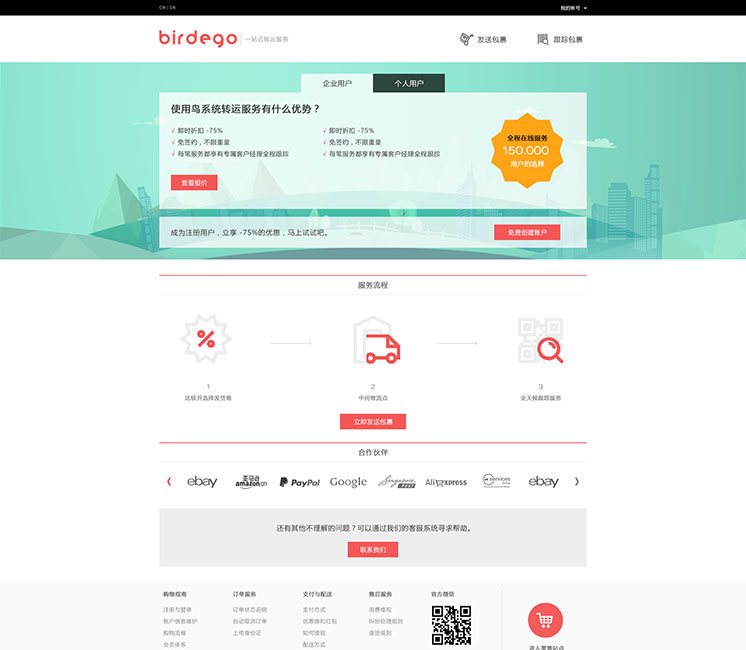 CN | EN
我的帐号
birdego
一站式转运服务
发送包裹
跟踪包裹
企业用户
个人用户
使用鸟系统转运服务有什么优势？
√ 即时折扣 -75%
√ 免签约，不限重量
√ 每笔服务都享有专属客户经理全程跟踪
√ 即时折扣 -75%
√ 免签约，不限重量
√ 每笔服务都享有专属客户经理全程跟踪
全程在线服务
150.000
用户的选择
查看报价
成为注册用户，立享 -75%的优惠，马上试试吧。
免费创建账户
服务流程
1
比较并选择发货商
2
中间物流点
3
全天候跟踪服务
立即发送包裹
合作伙伴
ebay
亚马逊
amazon.cn
PayPal
Google
Singapore
POST
AliExpress
services
ebay
还有其他不理解的问题？可以通过我们的客服系统寻求帮助。
联系我们
购物指南
注册与登录
账户信息维护
购物流程
会员体系
订单服务
订单状态说明
自动取消订单
上传身份证
支付与配送
支付方式
优惠券和红包
如何缴税
配送方式
售后服务
消费维权
纠纷处理规则
退货规则
官方微信
进入零售站点